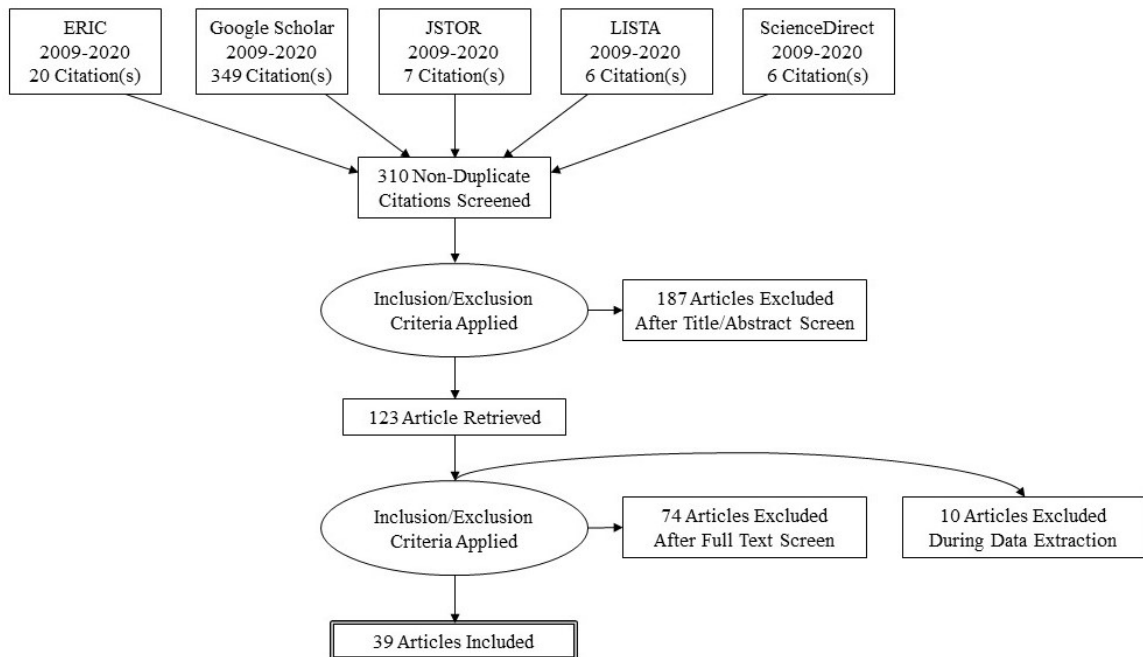 ERIC
2009-2020
20 Citation(s)
Google Scholar
2009-2020
349 Citation(s)
JSTOR
2009-2020
7 Citation(s)
LISTA
2009-2020
6 Citation(s)
ScienceDirect
2009-2020
6 Citation(s)
310 Non-Duplicate
Citations Screened
Inclusion/Exclusion
Criteria Applied
187 Articles Excluded
After Title/Abstract Screen
123 Article Retrieved
Inclusion/Exclusion
Criteria Applied
74 Articles Excluded
After Full Text Screen
10 Articles Excluded
During Data Extraction
39 Articles Included